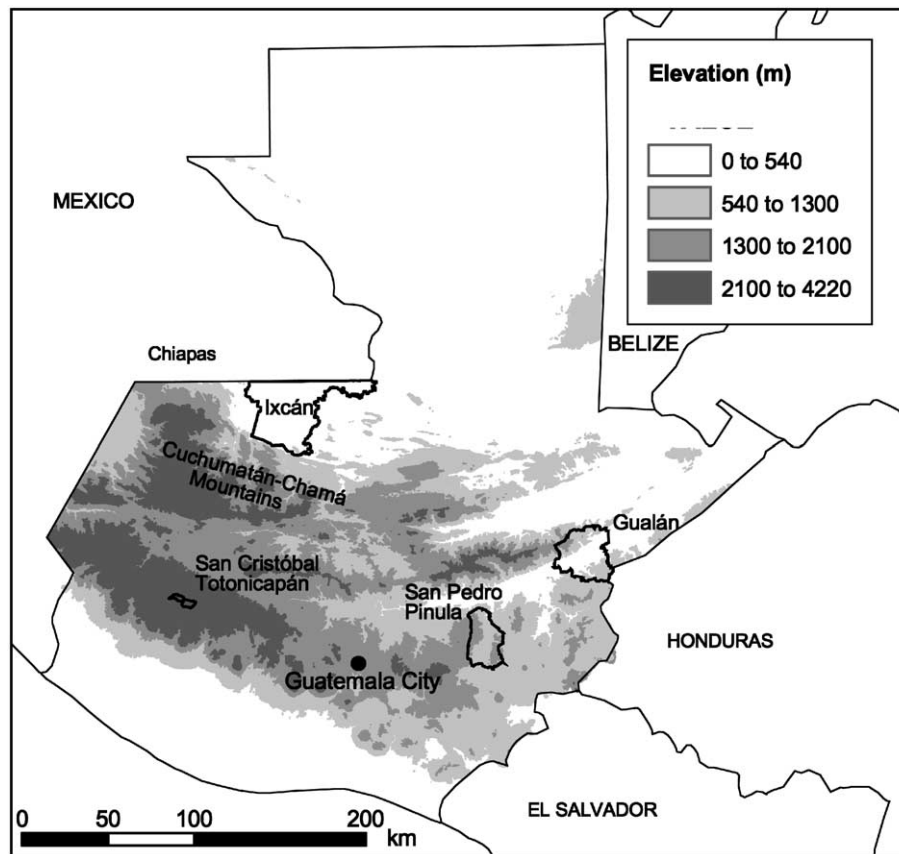 Elevation (m)
0 to 540
540 to 1300
1300 to 2100
2100 to 4220
MEXICO
BELIZE
Chiapas
Ixcán
Cuchumatán-Chamá
Mountains
Gualán
San Cristóbal
Totonicapán
San Pedro
Pinula
HONDURAS
Guatemala City
EL SALVADOR
0 50 100 200
km